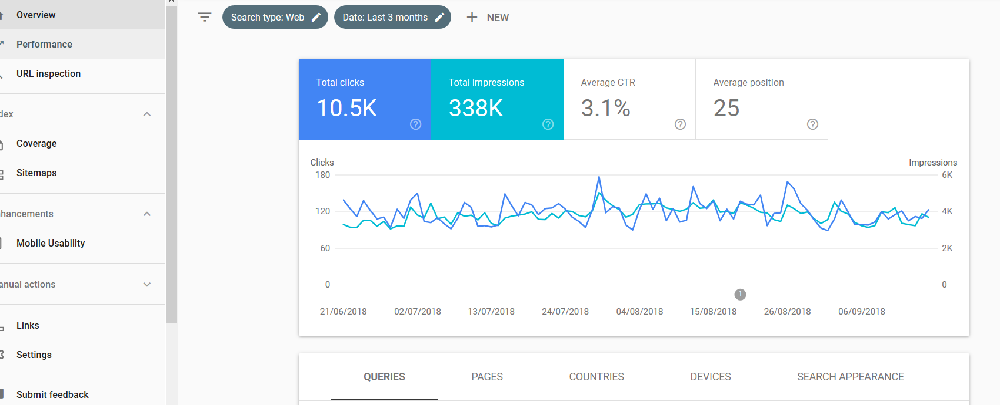 Overview
Performance
URL inspection
dex
Coverage
Sitemaps
hancements
Mobile Usability
anual actions
Links
Settings
Submit feedback
Search type: Web
Date: Last 3 months
NEW
Total clicks
10.5K
Total impressions
338K
Average CTR
3.1%
Average position
25
Clicks
Impressions
180
6K
120
4K
60
2K
0
0
1
21/06/2018 02/07/2018 13/07/2018 24/07/2018 04/08/2018 15/08/2018 26/08/2018 06/09/2018
QUERIES PAGES COUNTRIES DEVICES SEARCH APPEARANCE